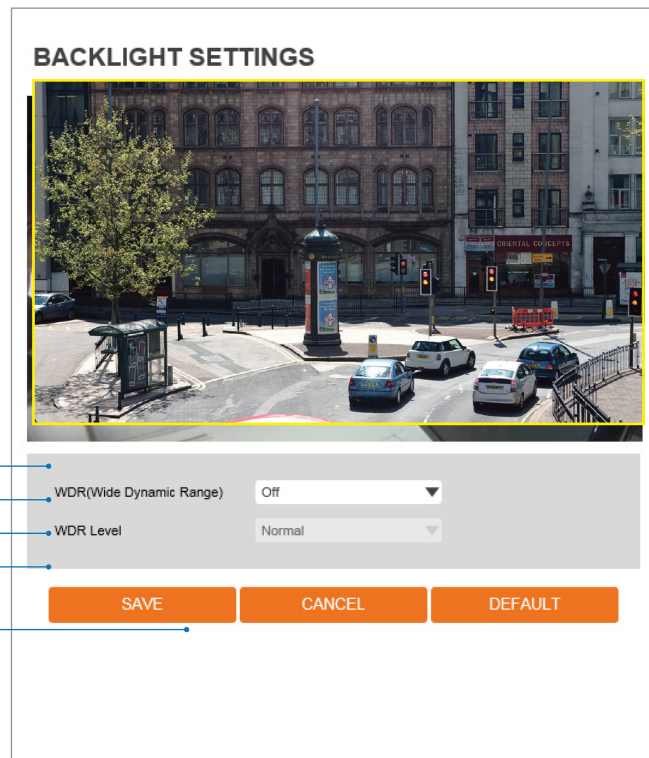 BACKLIGHT SETTINGS
ORIENTAL CONCEPTS
WDR(Wide Dynamic Range) Off
WDR Level Normal
SAVE CANCEL DEFAULT